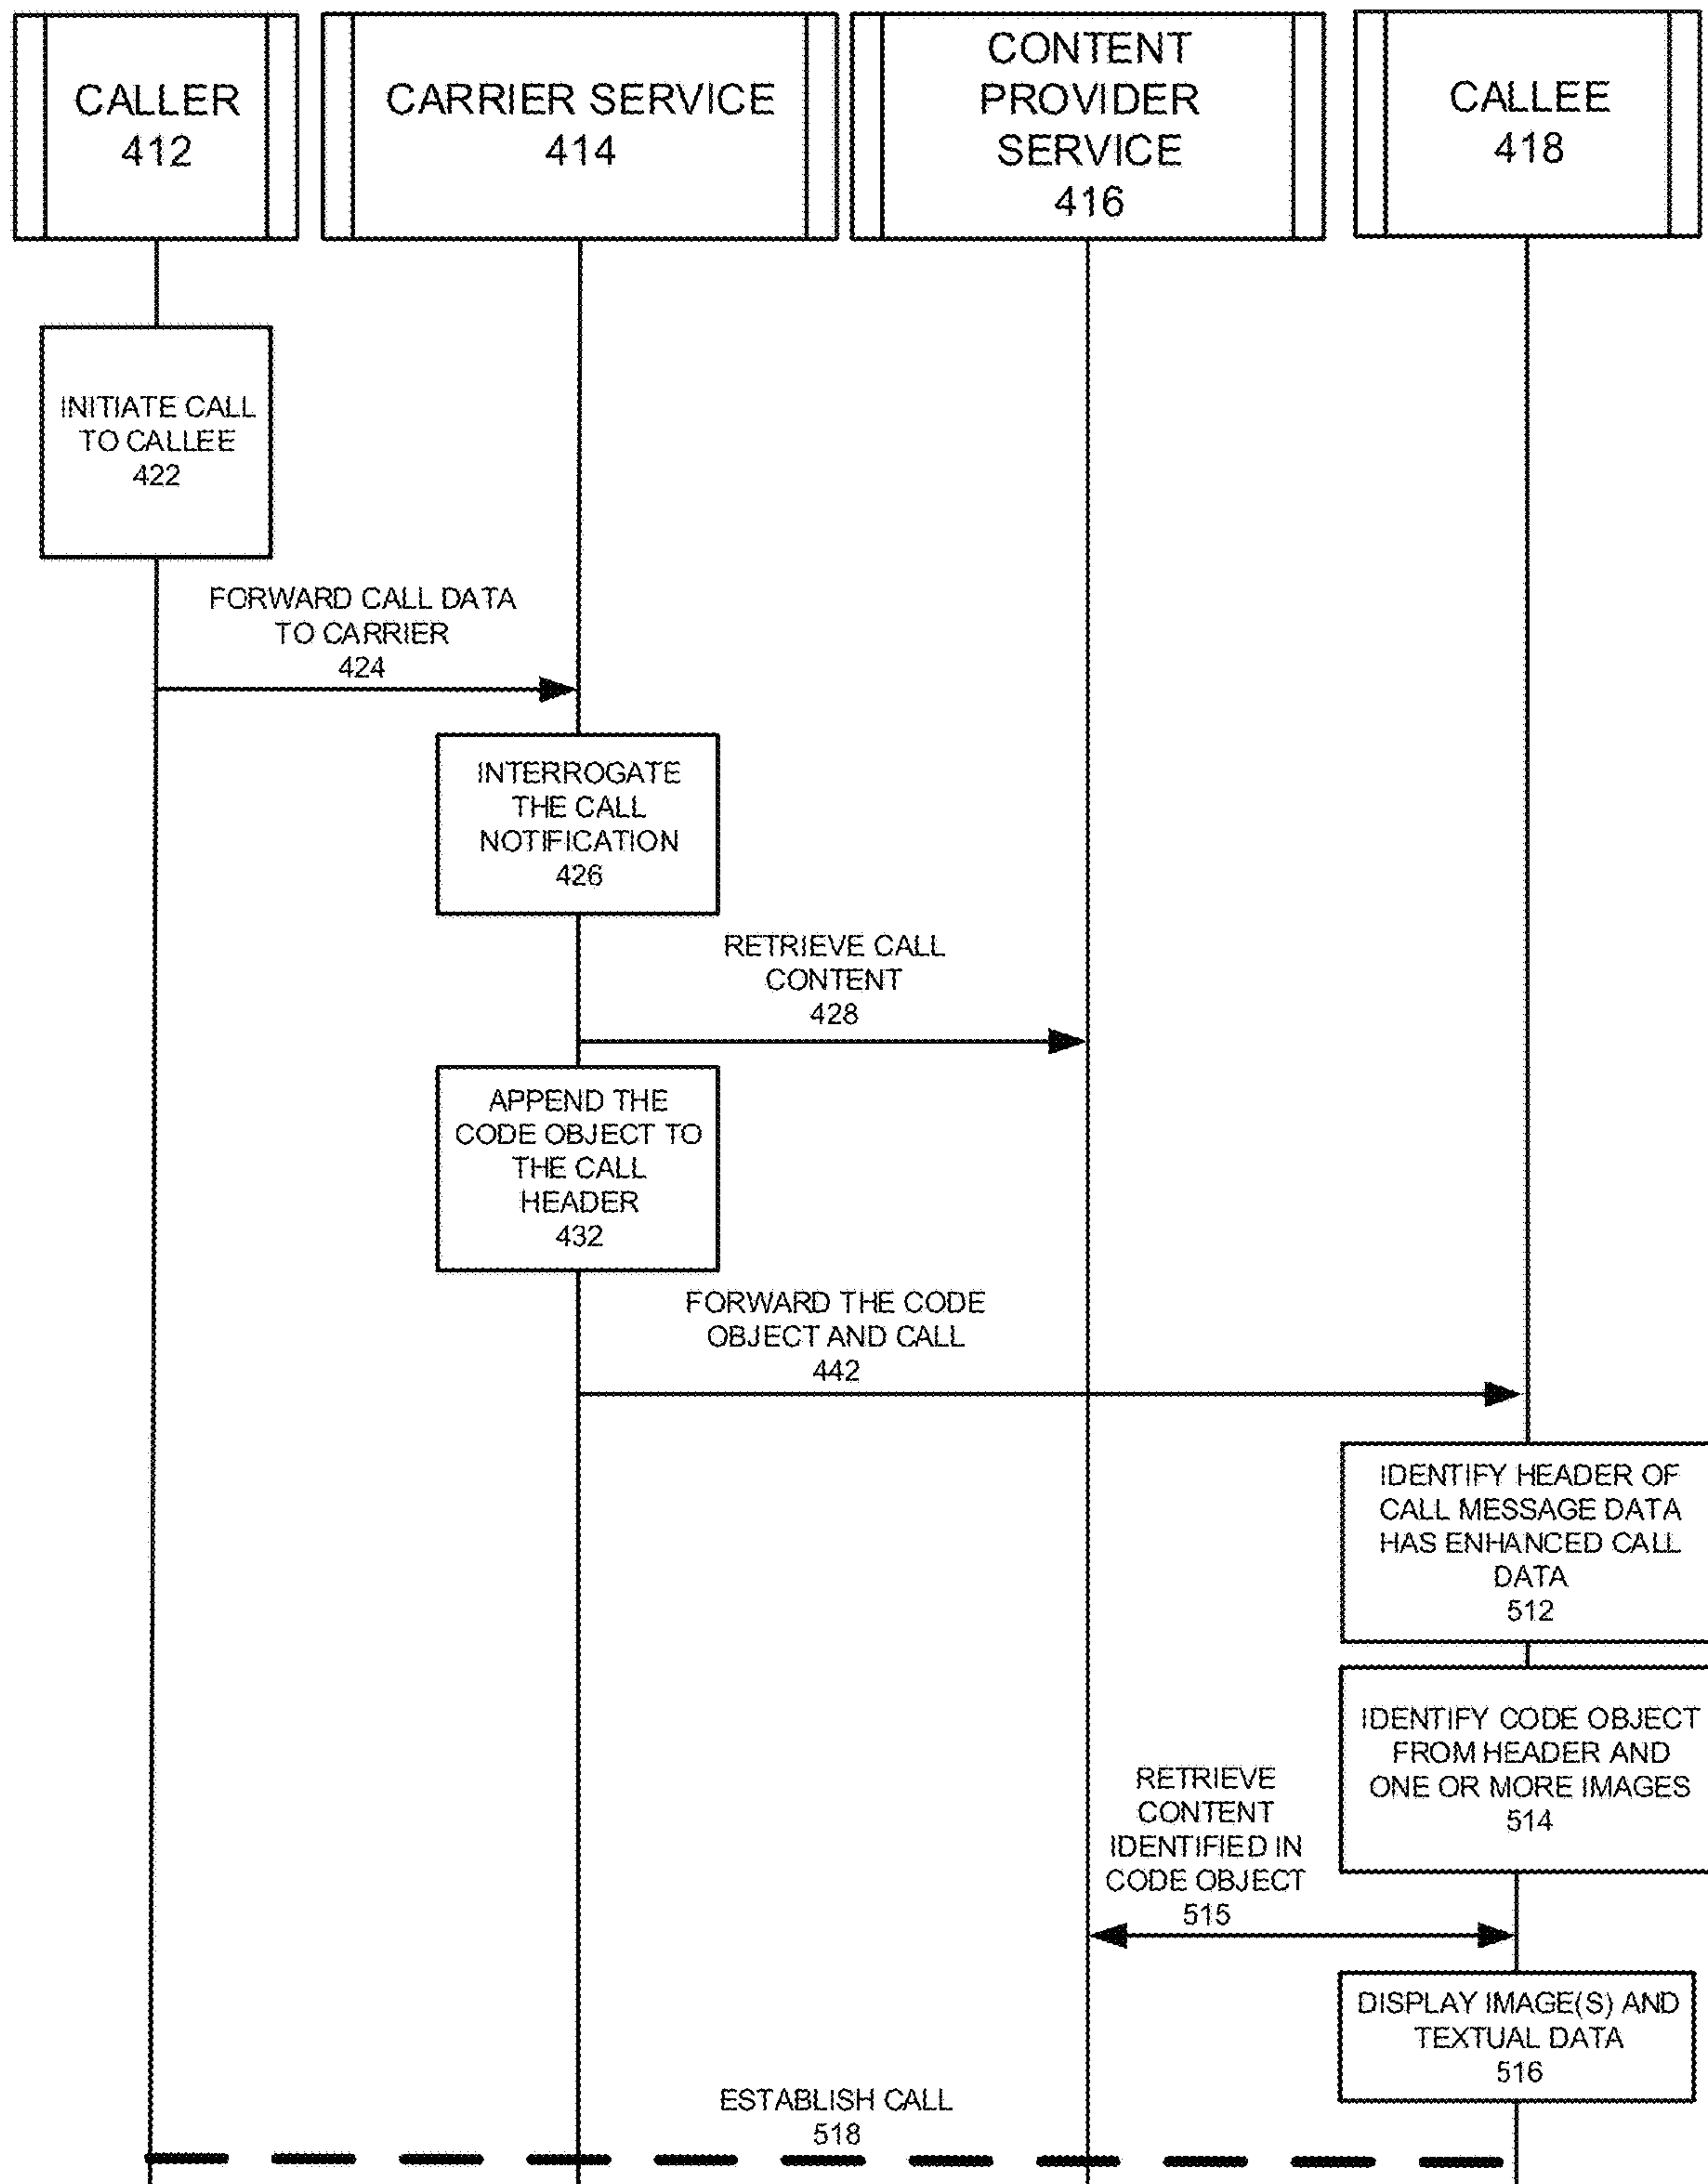 CALLER
412
CARRIER SERVICE
414
CONTENT
PROVIDER
SERVICE
416
CALLEE
418
INITIATE CALL
TO CALLEE
422
FORWARD CALL DATA
TO CARRIER
424
INTERROGATE
THE CALL
NOTIFICATION
426
RETRIEVE CALL
CONTENT
428
APPEND THE
CODE OBJECT TO
THE CALL
HEADER
432
FORWARD THE CODE
OBJECT AND CALL
442
IDENTIFY HEADER OF
CALL MESSAGE DATA
HAS ENHANCED CALL
DATA
512
IDENTIFY CODE OBJECT
FROM HEADER AND
ONE OR MORE IMAGES
514
RETRIEVE
CONTENT
IDENTIFIED IN
CODE OBJECT
515
DISPLAY IMAGE(S) AND
TEXTUAL DATA
516
ESTABLISH CALL
518